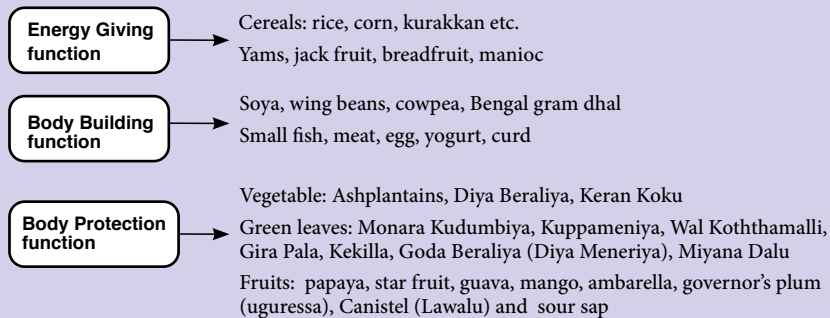 Energy Giving
function
Cereals: rice, corn, kurakkan etc.
Yams, jack fruit, breadfruit, manioc
Body Building
function
Soya, wing beans, cowpea, Bengal gram dhal
Small fish, meat, egg, yogurt, curd
Body Protection
function
Vegetable: Ashplantains, Diya Beraliya, Keran Koku
Green leaves: Monara Kudumbiya, Kuppameniya, Wal Koththamalli,
Gira Pala, Kekilla, Goda Beraliya (Diya Meneriya), Miyana Dalu
Fruits: papaya, star fruit, guava, mango, ambarella, governor's plum
(uguressa), Canistel (Lawalu) and sour sap